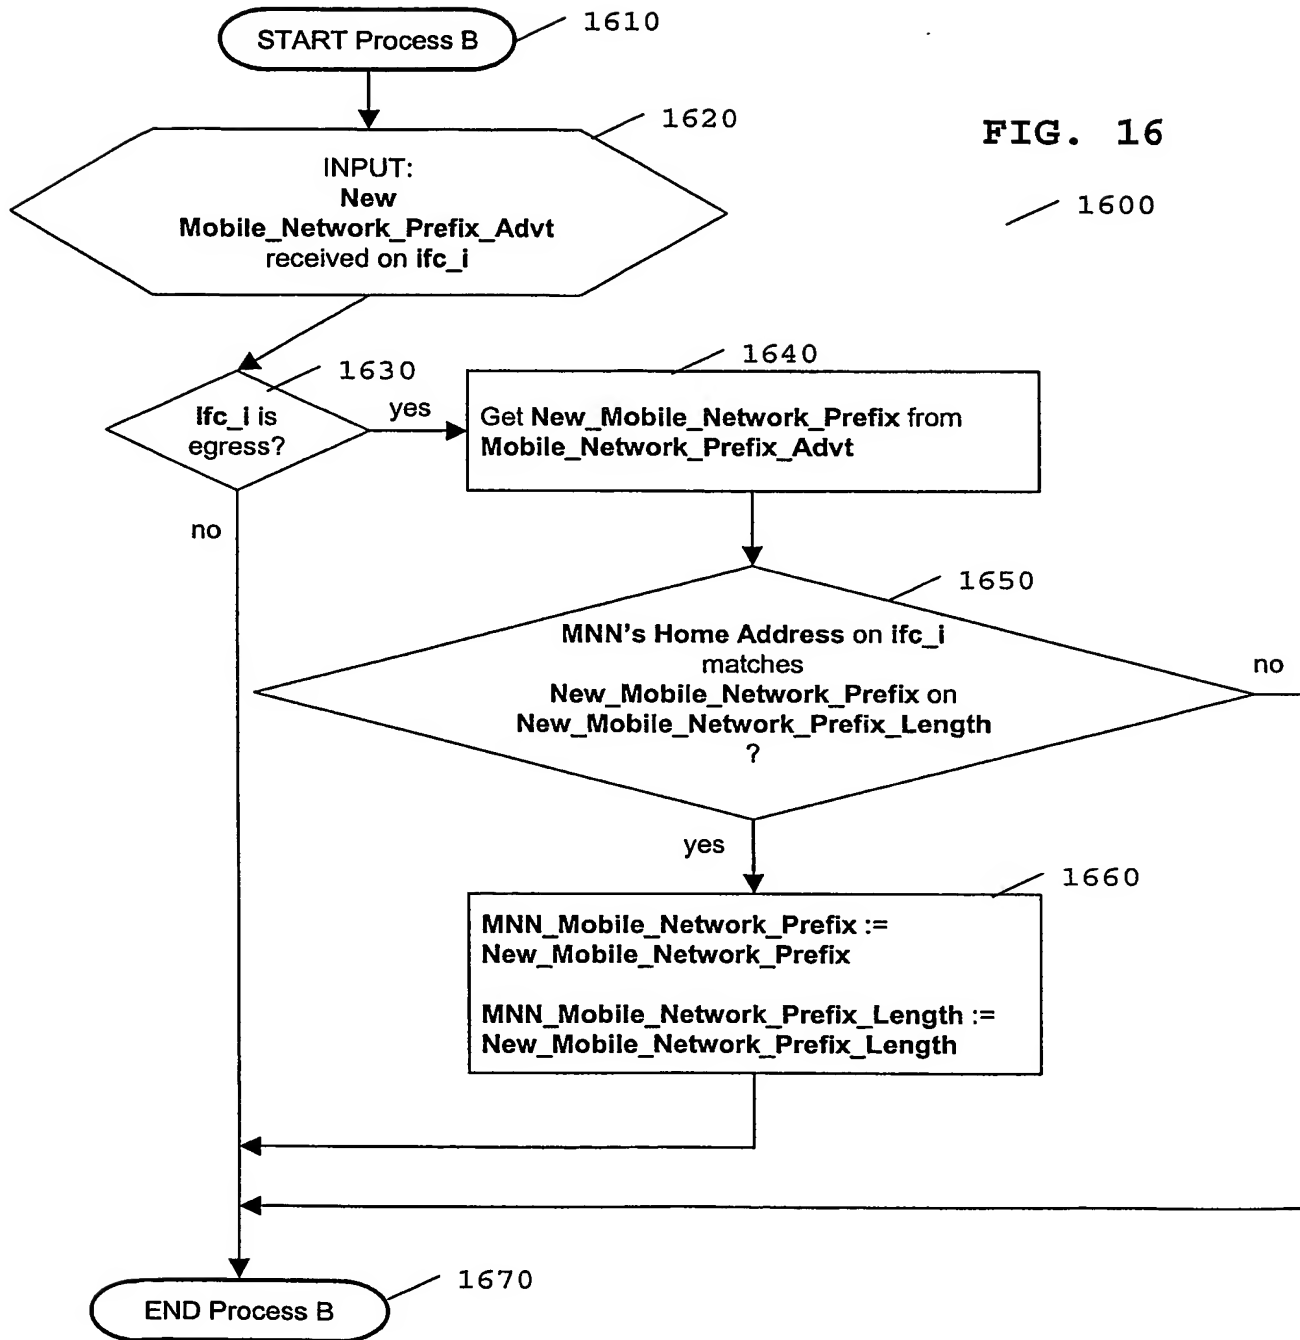 START Process B
1610
1620
FIG. 16
INPUT:
New
Mobile_Network_Prefix_Advt
received on ifc_i
1600
1630
Ifc_i is
egress?
yes
no
1640
Get New_Mobile_Network_Prefix from
Mobile_Network_Prefix_Advt
1650
MNN's Home Address on ifc_i
matches
New_Mobile_Network_Prefix on
New_Mobile_Network_Prefix_Length
?
no
yes
1660
MNN_Mobile_Network_Prefix :=
New_Mobile_Network_Prefix
MNN_Mobile_Network_Prefix_Length :=
New_Mobile_Network_Prefix_Length
1670
END Process B